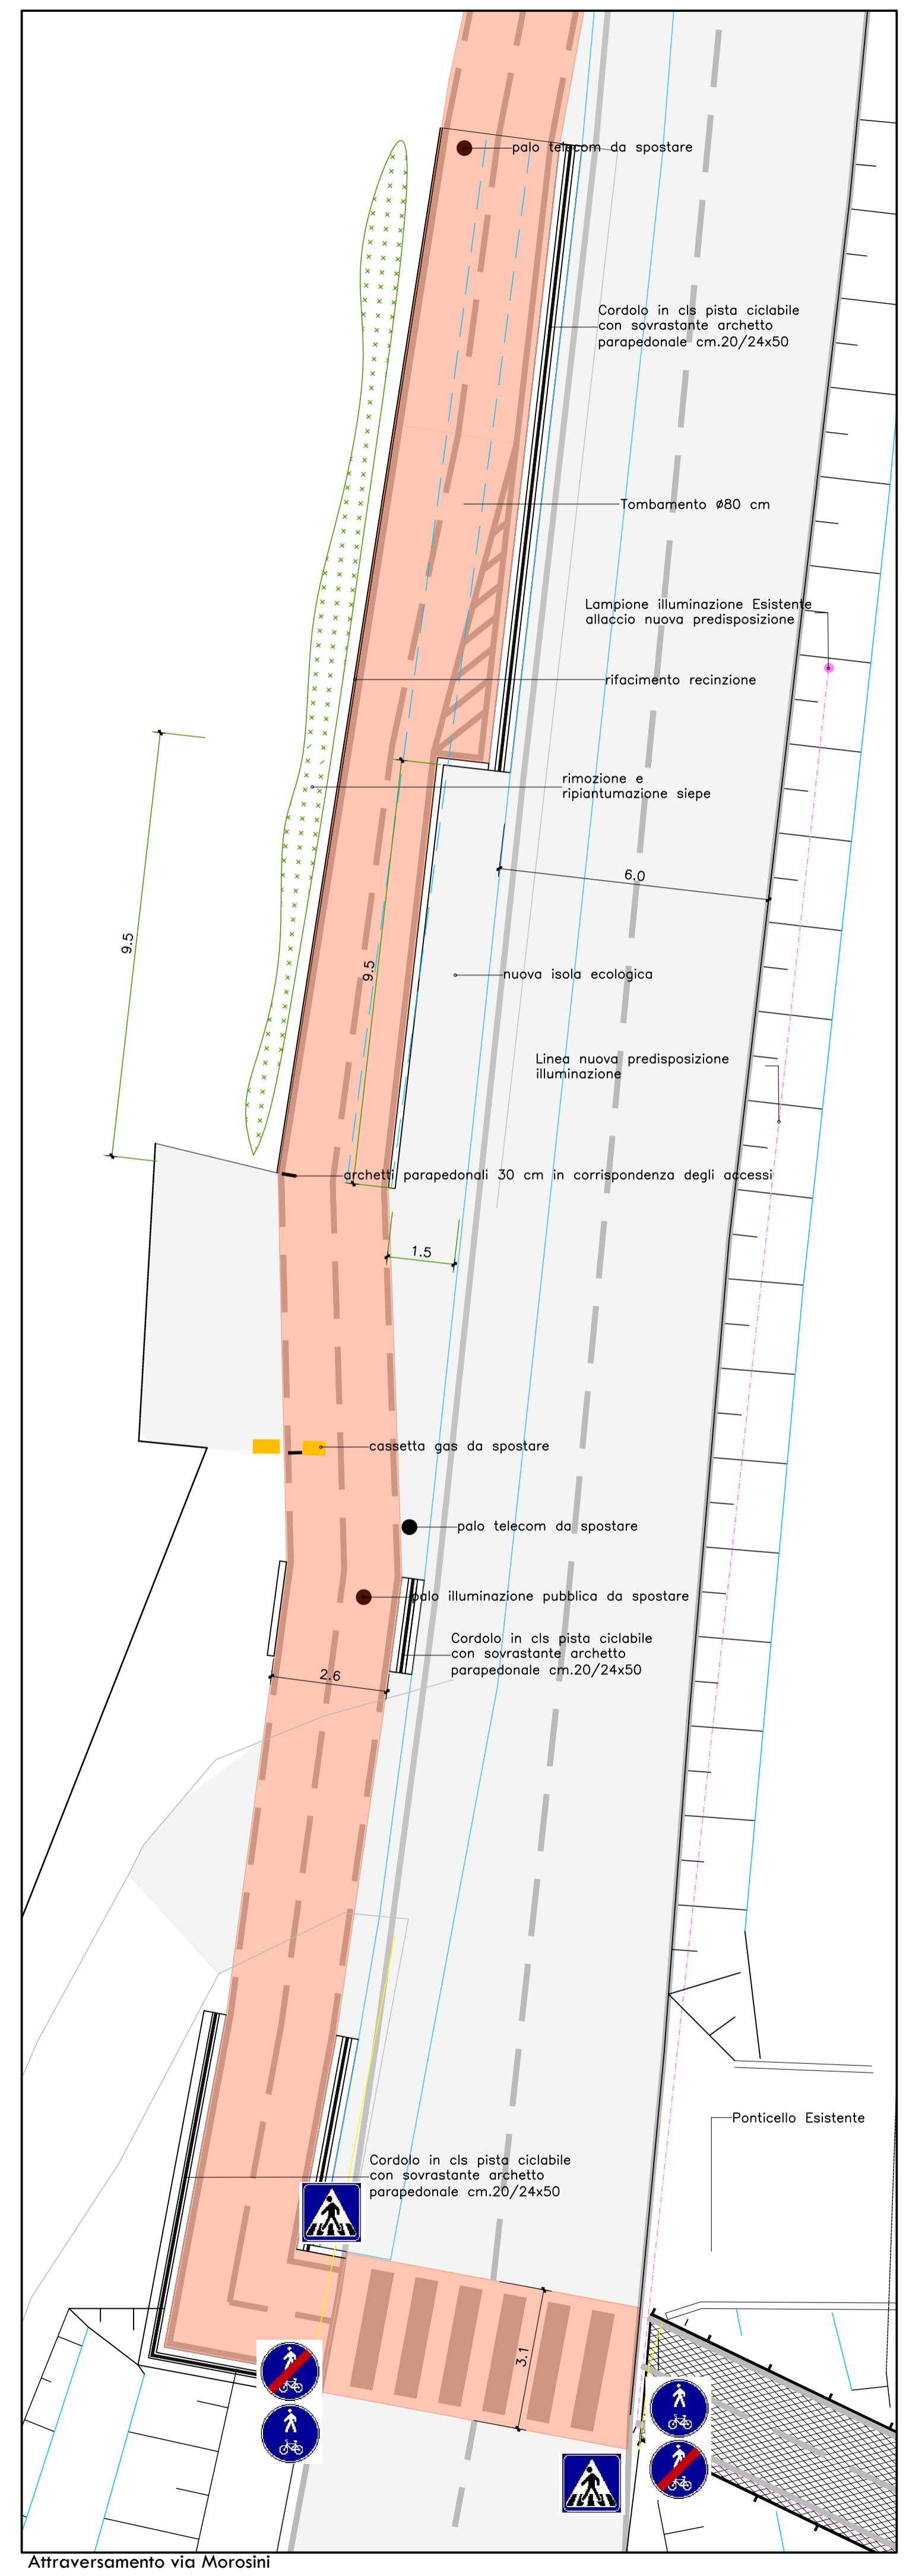 palo telecom da spostare
Cordolo in cls pista ciclabile
con sovrastante archetto
parapedonale cm.20/24x50
Tombamento ø80 cm
Lampione illuminazione Esistente
allaccio nuova predisposizione
rifacimento recinzione
rimozione e
ripiantumazione siepe
6.0
9.5
9.5
nuova isola ecologica
Linea nuova predisposizione
illuminazione
archetti parapedonali 30 cm in corrispondenza degli accessi
1.5
cassetta gas da spostare
palo telecom da spostare
palo illuminazione pubblica da spostare
Cordolo in cls pista ciclabile
con sovrastante archetto
parapedonale cm.20/24x50
2.6
Ponticello Esistente
Cordolo in cls pista ciclabile
con sovrastante archetto
parapedonale cm.20/24x50
3.1
Attraversamento via Morosini